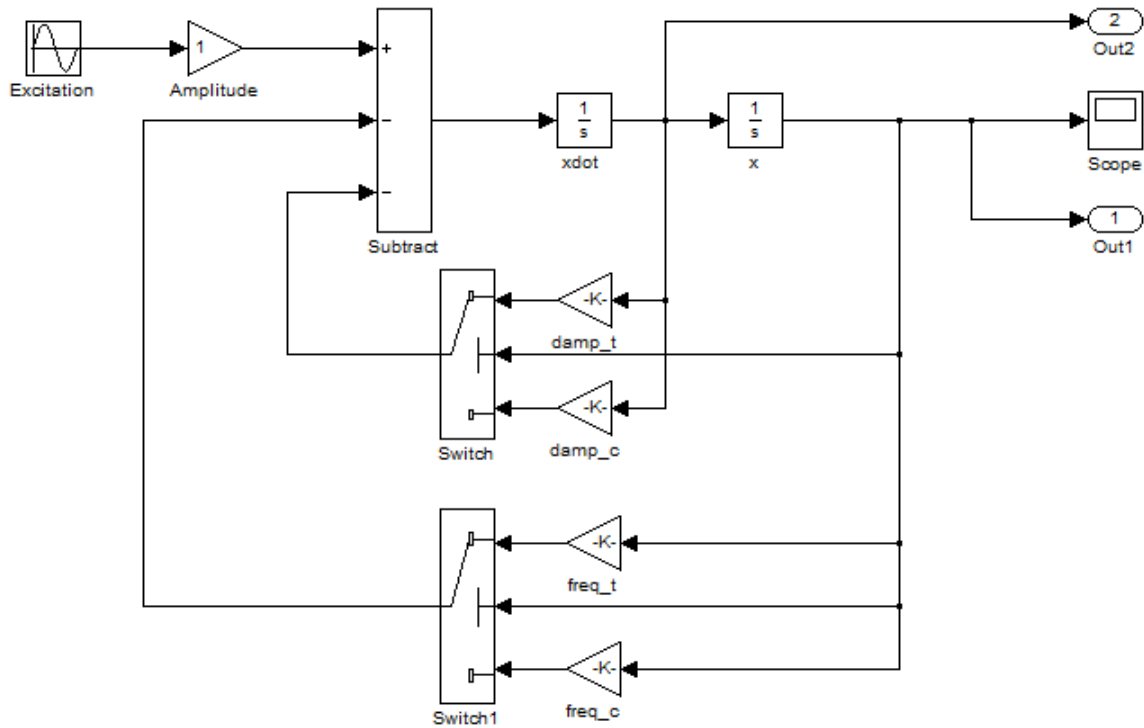 2
Out2
1
Excitation
Amplitude
+
−
−
Subtract
1
s
xdot
1
s
x
Scope
1
Out1
-K-
damp_t
-K-
damp_c
Switch
-K-
freq_t
-K-
freq_c
Switch1